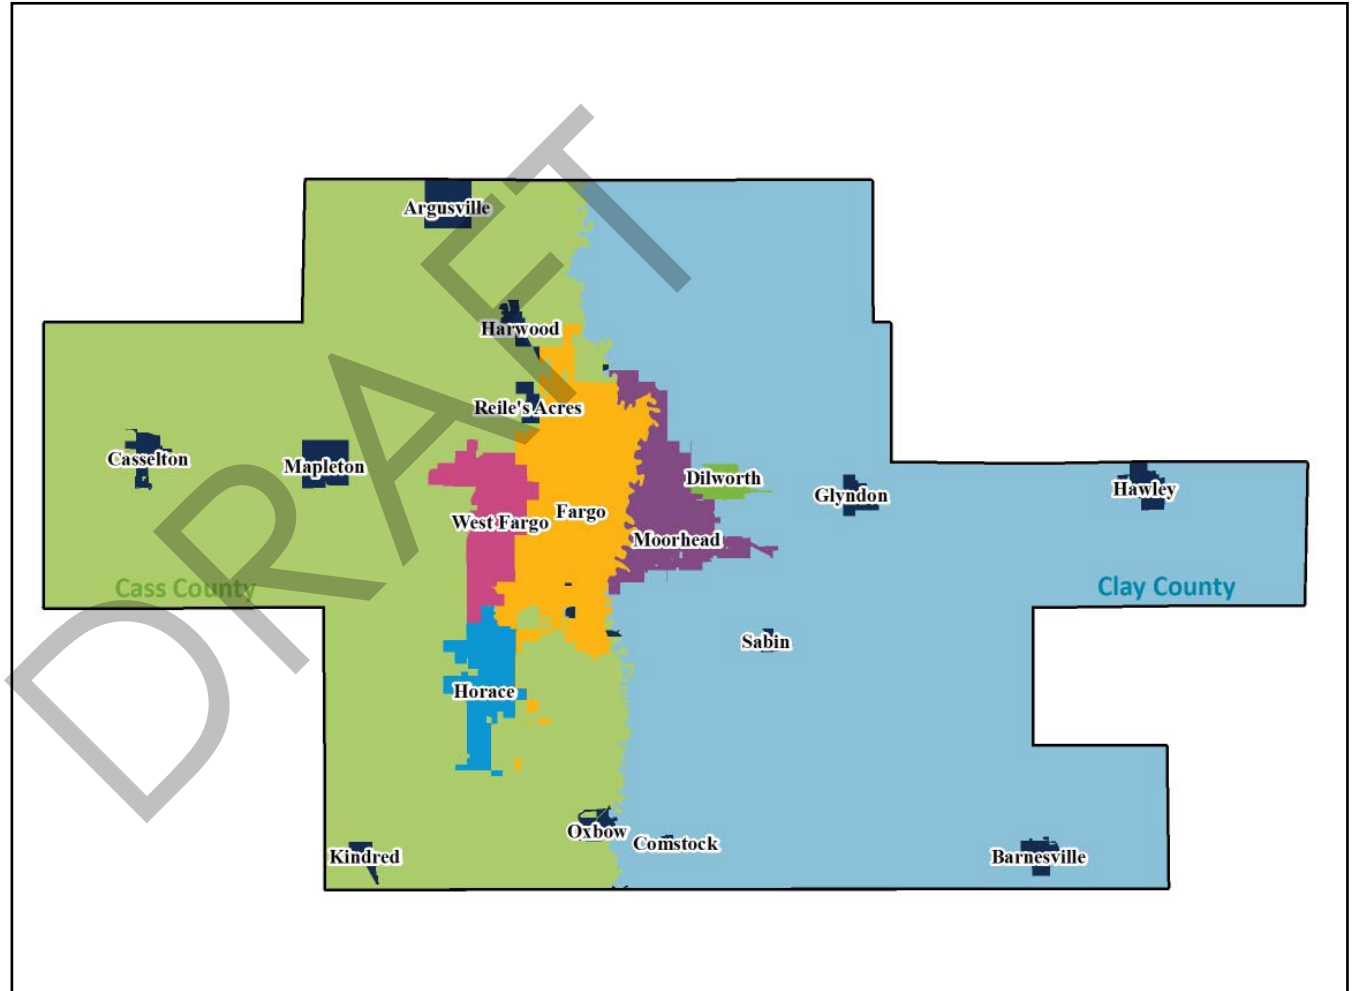 Argusville
Harwood
Reile's Acres
Casselton
Mapleton
Dilworth
Glyndon
Hawley
West Fargo
Fargo
Moorhead
Cass County
Clay County
Sabin
Horace
Oxbow
Comstock
Kindred
Barnesville
DRAFT